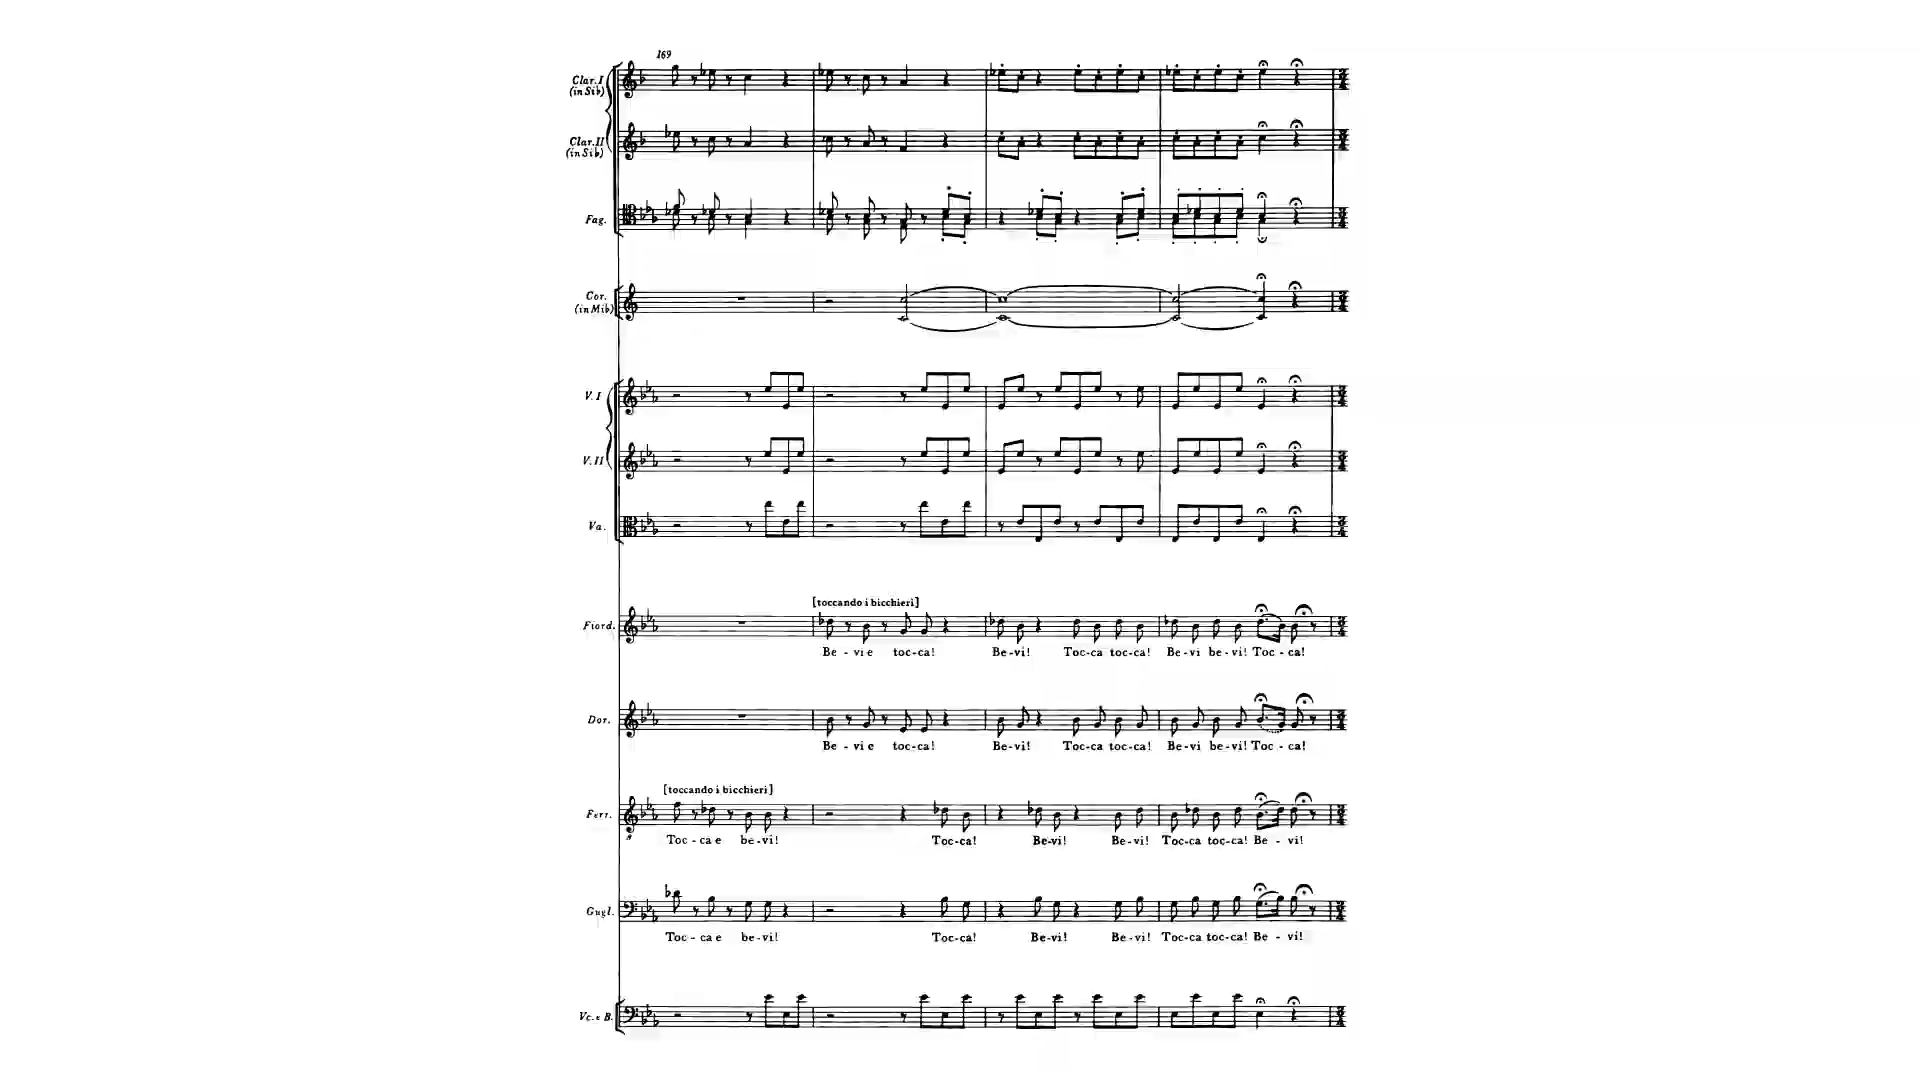 169
Clar. I
(in Sib)
Clar. II
(in Sib)
Fag.
Cor.
(in Mib)
V. I
V. II
Va.
[toccando i bicchieri]
Fiord.
Be - vi e toc-ca! Be-vi! Toc-ca toc-ca! Be-vi be-vi! Toc - ca!
Dor.
Be - vi e toc-ca! Be-vi! Toc-ca toc-ca! Be-vi be-vi! Toc - ca!
[toccando i bicchieri]
Ferr.
Toc - ca e be-vi! Toc-ca! Be-vi! Be-vi! Toc-ca toc-ca! Be - vi!
Gugl.
Toc - ca e be-vi! Toc-ca! Be-vi! Be-vi! Toc-ca toc-ca! Be - vi!
Vc. e B.